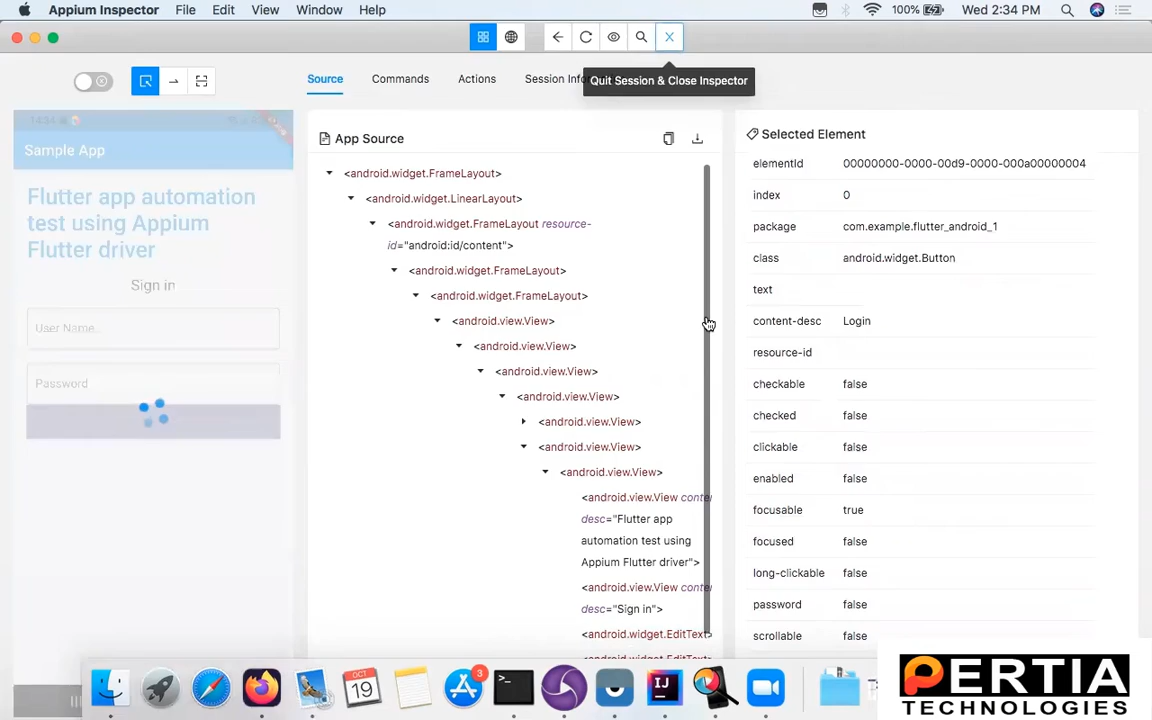 Appium Inspector File Edit View Window Help 100% Wed 2:34 PM
Source Commands Actions Session Info
Quit Session & Close Inspector
14:34
Sample App
Flutter app automation
test using Appium
Flutter driver
Sign in
User Name..
Password
App Source
<android.widget.FrameLayout>
<android.widget.LinearLayout>
<android.widget.FrameLayout resource-
id="android:id/content">
<android.widget.FrameLayout>
<android.widget.FrameLayout>
<android.view.View>
<android.view.View>
<android.view.View>
<android.view.View>
<android.view.View>
<android.view.View>
<android.view.View>
<android.view.View conte
desc="Flutter app
automation test using
Appium Flutter driver">
<android.view.View conte
desc="Sign in">
<android.widget.EditText>
Selected Element
elementId 00000000-0000-00d9-0000-000a00000004
index 0
package com.example.flutter_android_1
class android.widget.Button
text
content-desc Login
resource-id
checkable false
checked false
clickable false
enabled false
focusable true
focused false
long-clickable false
password false
scrollable false
OCT
19
3
IJ
PERTIA
TECHNOLOGIES